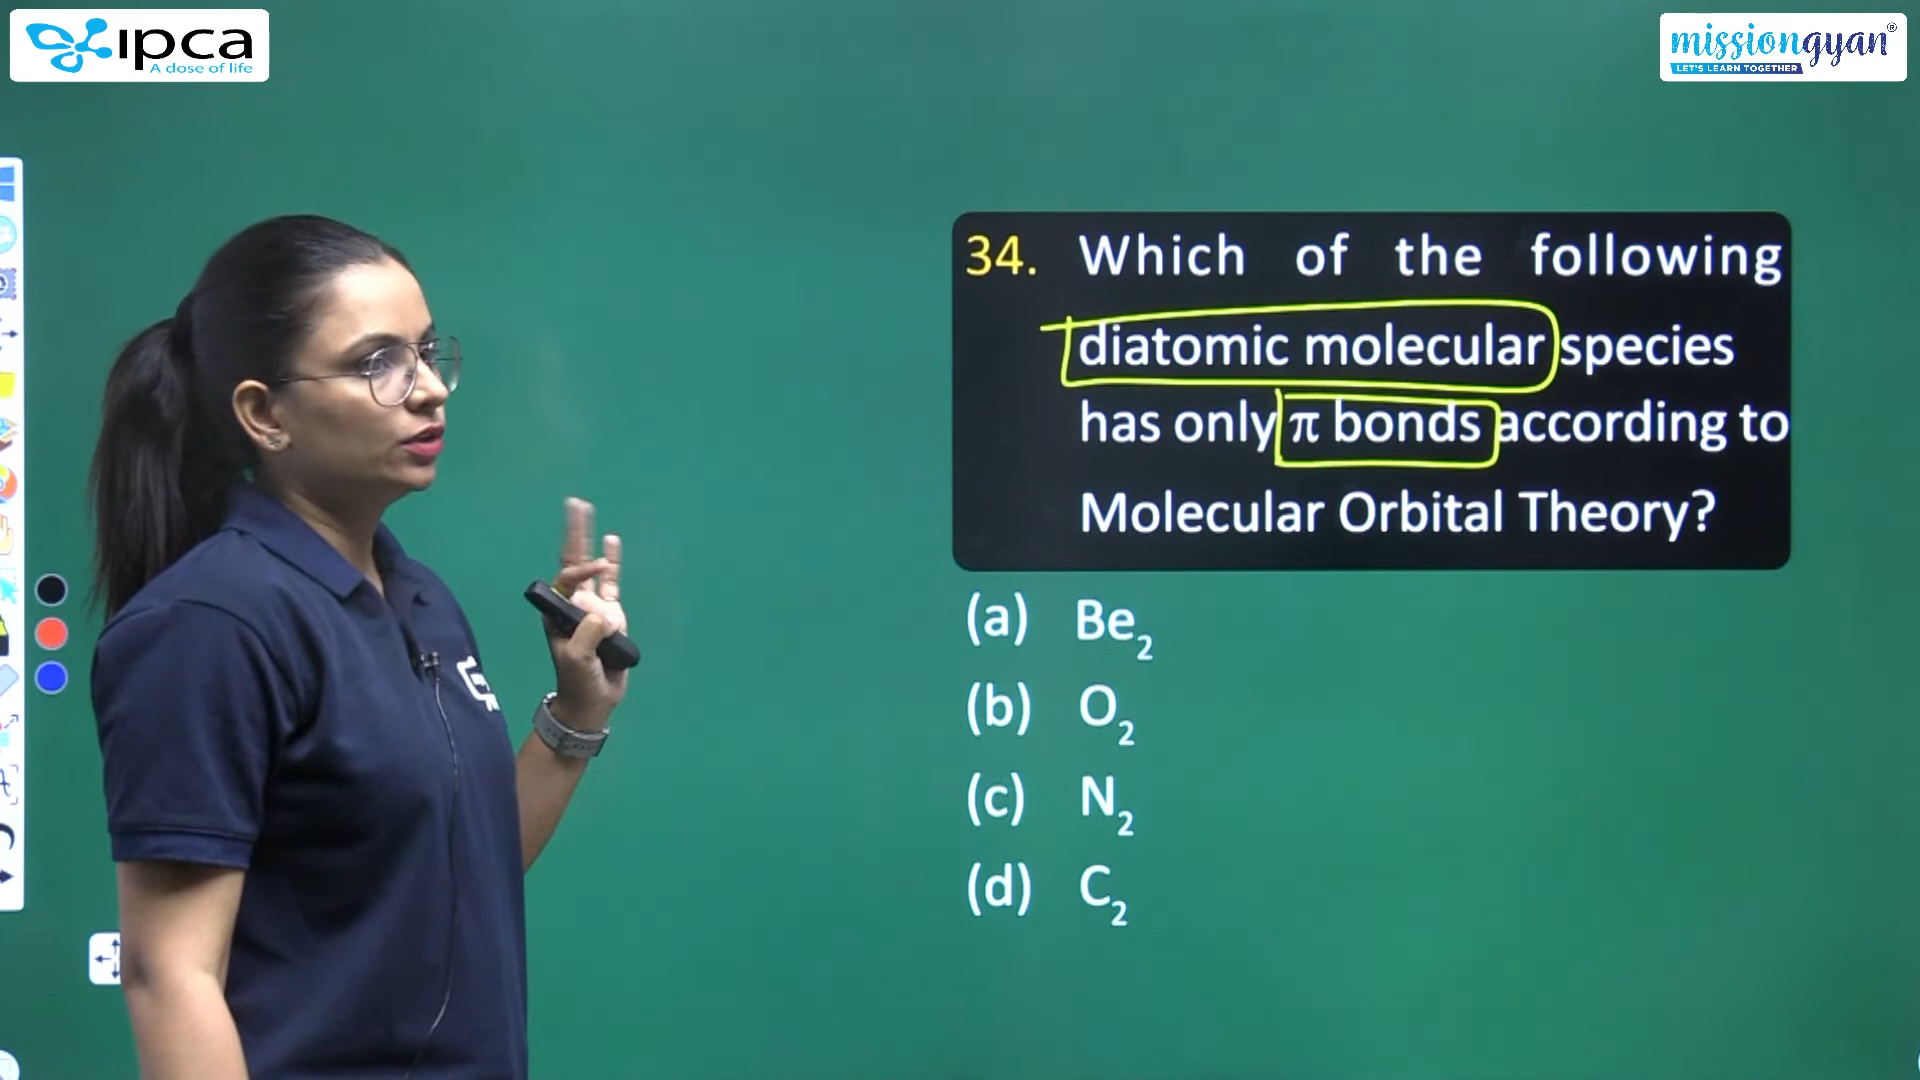 ipca
A dose of life
missiongyan®
LET'S LEARN TOGETHER
34. Which of the following
diatomic molecular species
has only π bonds according to
Molecular Orbital Theory?
(a) Be₂
(b) O₂
(c) N₂
(d) C₂